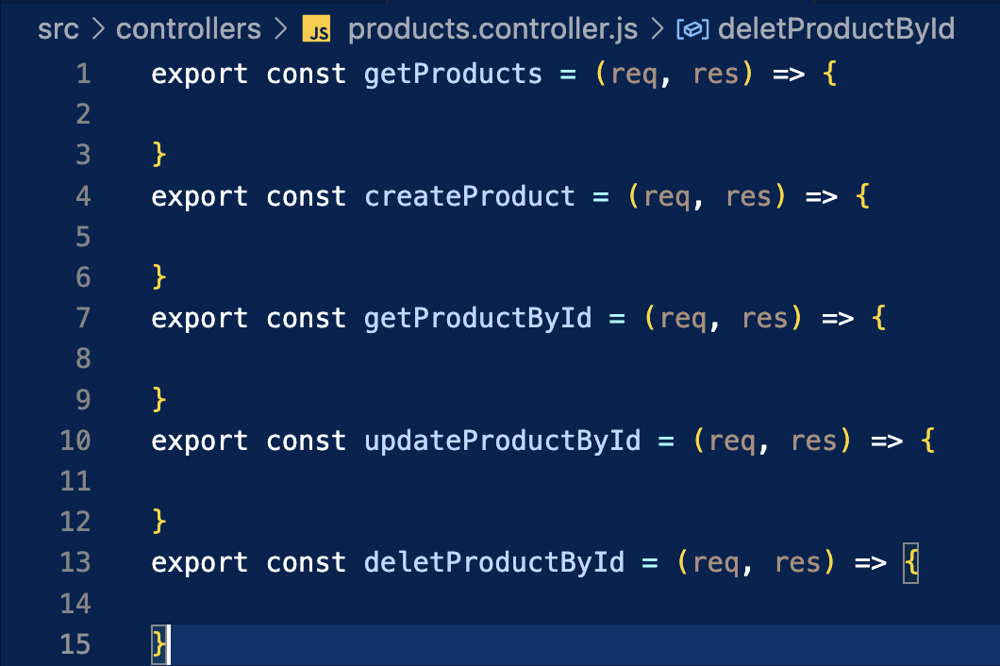 src > controllers > JS products.controller.js > deletProductById
1 export const getProducts = (req, res) => {
2
3 }
4 export const createProduct = (req, res) => {
5
6 }
7 export const getProductById = (req, res) => {
8
9 }
10 export const updateProductById = (req, res) => {
11
12 }
13 export const deletProductById = (req, res) => {
14
15 }